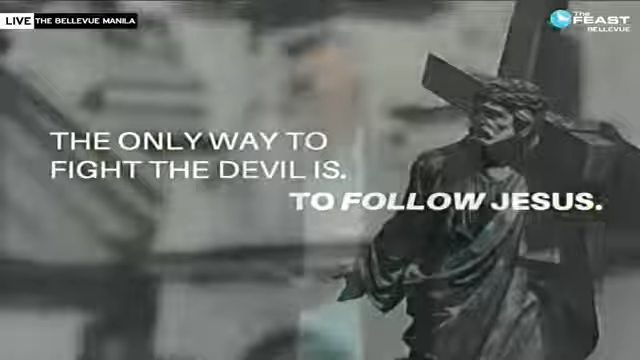 LIVE THE BELLEVUE MANILA
The
FEAST
BELLEVUE
THE ONLY WAY TO
FIGHT THE DEVIL IS.
TO FOLLOW JESUS.